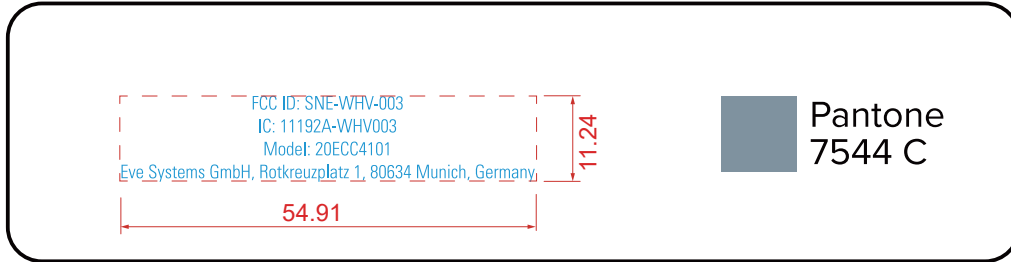 FCC ID: SNE-WHV-003
IC: 11192A-WHV003
Model: 20ECC4101
Eve Systems GmbH, Rotkreuzplatz 1, 80634 Munich, Germany
54.91
11.24
Pantone
7544 C